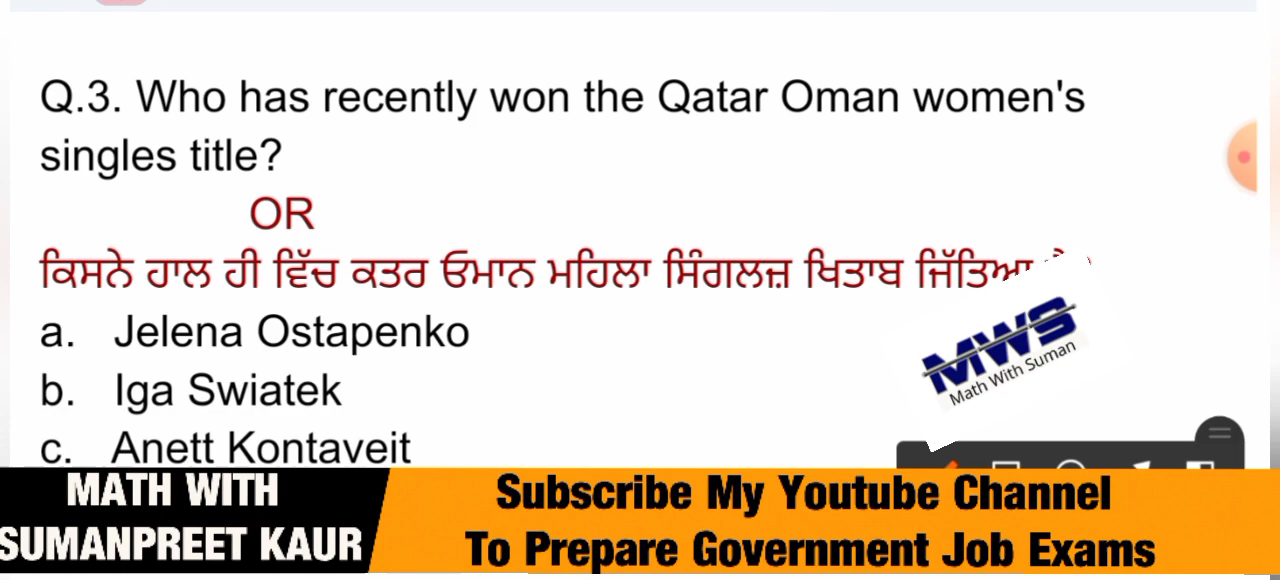 Q.3. Who has recently won the Qatar Oman women's
singles title?
OR
ਕਿਸਨੇ ਹਾਲ ਹੀ ਵਿੱਚ ਕਤਰ ਓਮਾਨ ਮਹਿਲਾ ਸਿੰਗਲਜ਼ ਖਿਤਾਬ ਜਿੱਤਿਆ
a. Jelena Ostapenko
b. Iga Swiatek
c. Anett Kontaveit
MWS
Math With Suman
MATH WITH
SUMANPREET KAUR
Subscribe My Youtube Channel
To Prepare Government Job Exams